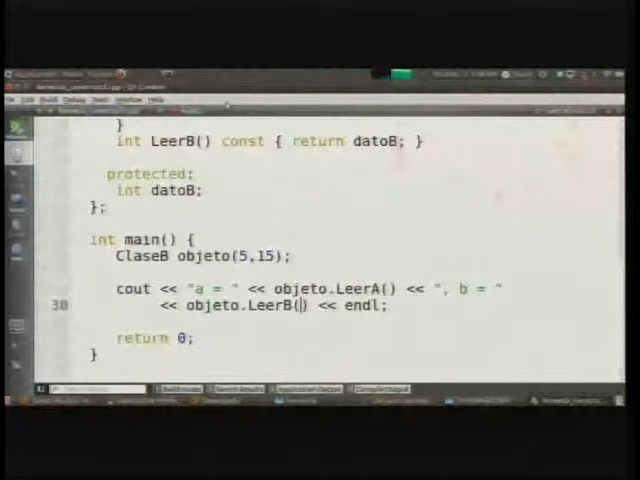 }
int LeerB() const { return datoB; }
protected:
int datoB;
};
int main() {
ClaseB objeto(5,15);
cout << "a = " << objeto.LeerA() << ", b = "
30 << objeto.LeerB() << endl;
return 0;
}